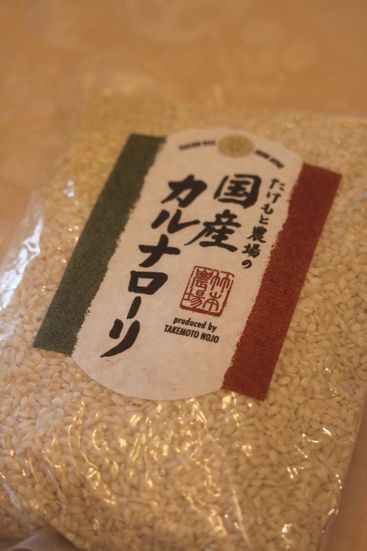 たけもと農場の
国産
カルナローリ
竹本
農場
produced by
TAKEMOTO NOJO